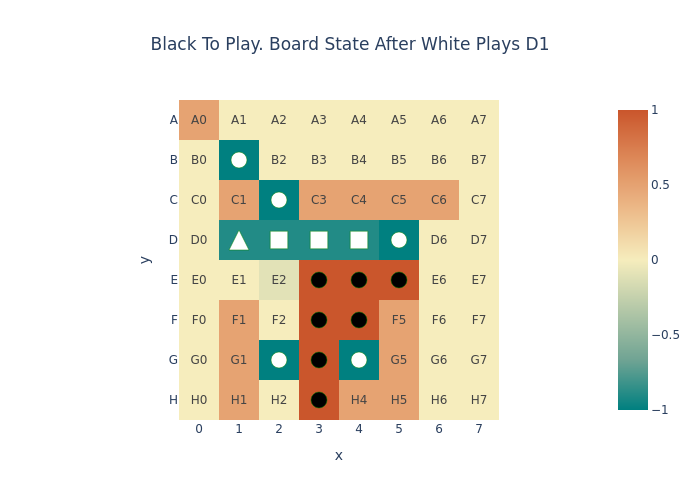 Black To Play. Board State After White Plays D1
A A0 A1 A2 A3 A4 A5 A6 A7
B B0 B2 B3 B4 B5 B6 B7
C C0 C1 C3 C4 C5 C6 C7
D D0 D6 D7
E E0 E1 E2 E6 E7
F F0 F1 F2 F5 F6 F7
G G0 G1 G5 G6 G7
H H0 H1 H2 H4 H5 H6 H7
0 1 2 3 4 5 6 7
x
y
1
0.5
0
−0.5
−1